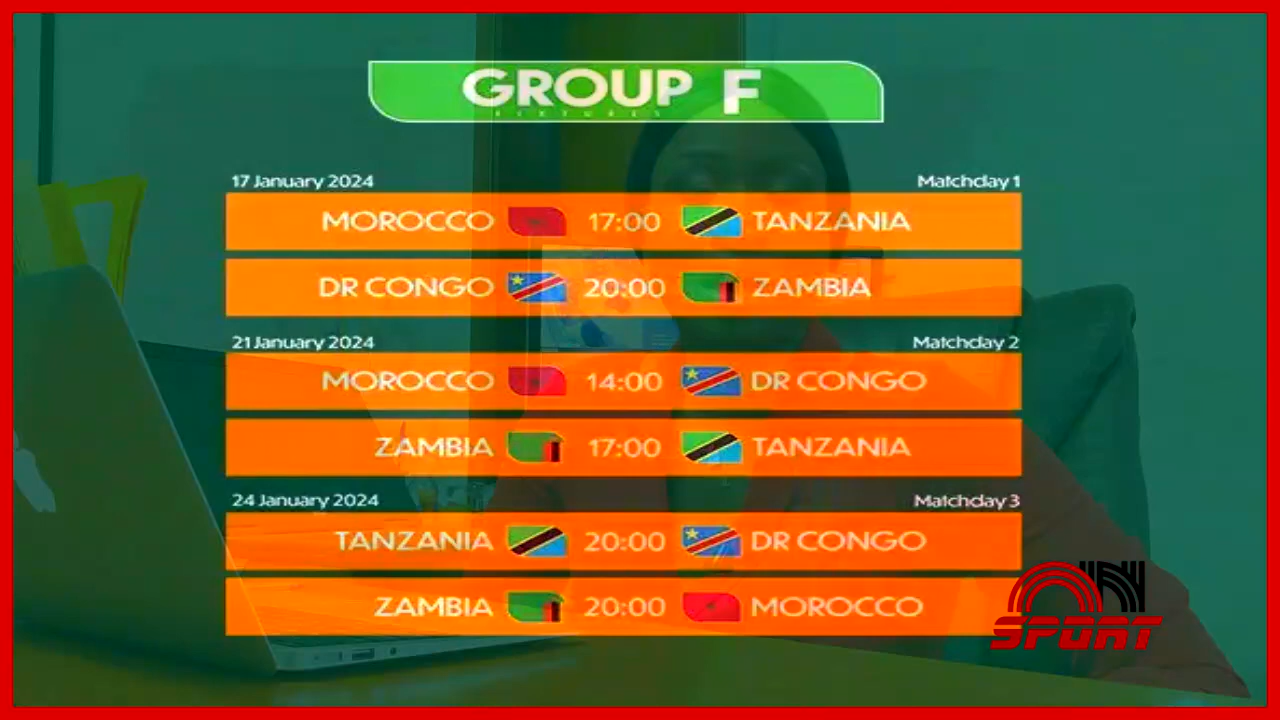 GROUP F
FIXTURES
17 January 2024 Matchday 1
MOROCCO 17:00 TANZANIA
DR CONGO 20:00 ZAMBIA
21 January 2024 Matchday 2
MOROCCO 14:00 DR CONGO
ZAMBIA 17:00 TANZANIA
24 January 2024 Matchday 3
TANZANIA 20:00 DR CONGO
ZAMBIA 20:00 MOROCCO
ON
SPORT